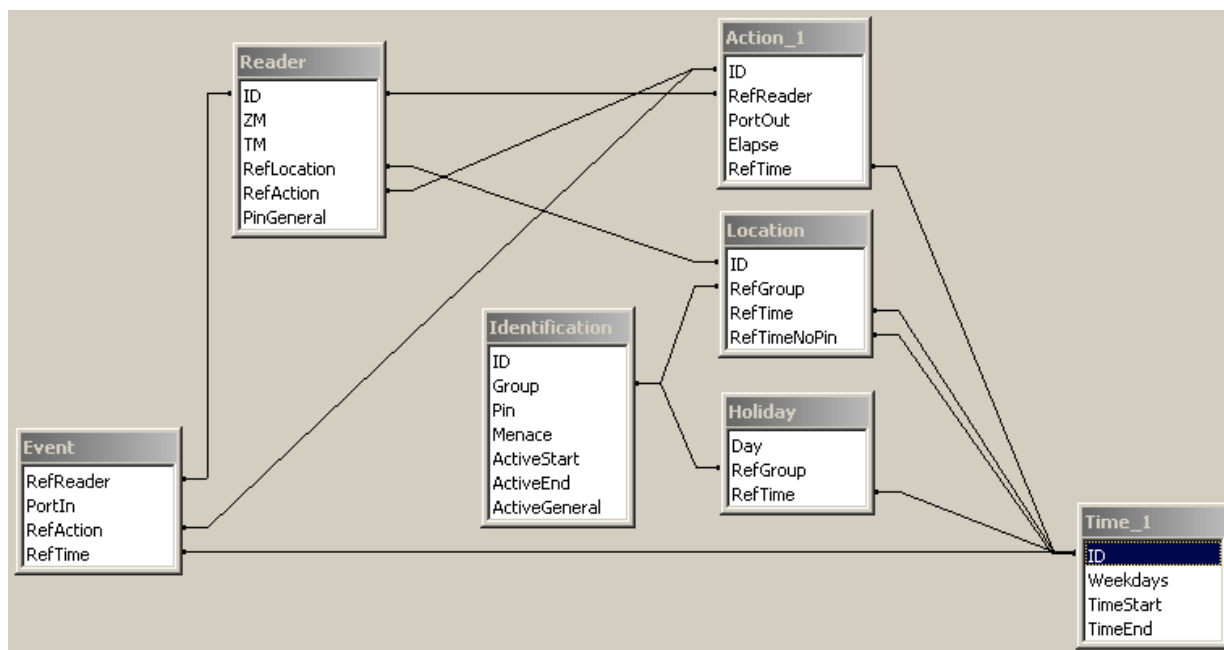 Reader
ID
ZM
TM
RefLocation
RefAction
PinGeneral
Action_1
ID
RefReader
PortOut
Elapse
RefTime
Location
ID
RefGroup
RefTime
RefTimeNoPin
Identification
ID
Group
Pin
Menace
ActiveStart
ActiveEnd
ActiveGeneral
Holiday
Day
RefGroup
RefTime
Event
RefReader
PortIn
RefAction
RefTime
Time_1
ID
Weekdays
TimeStart
TimeEnd